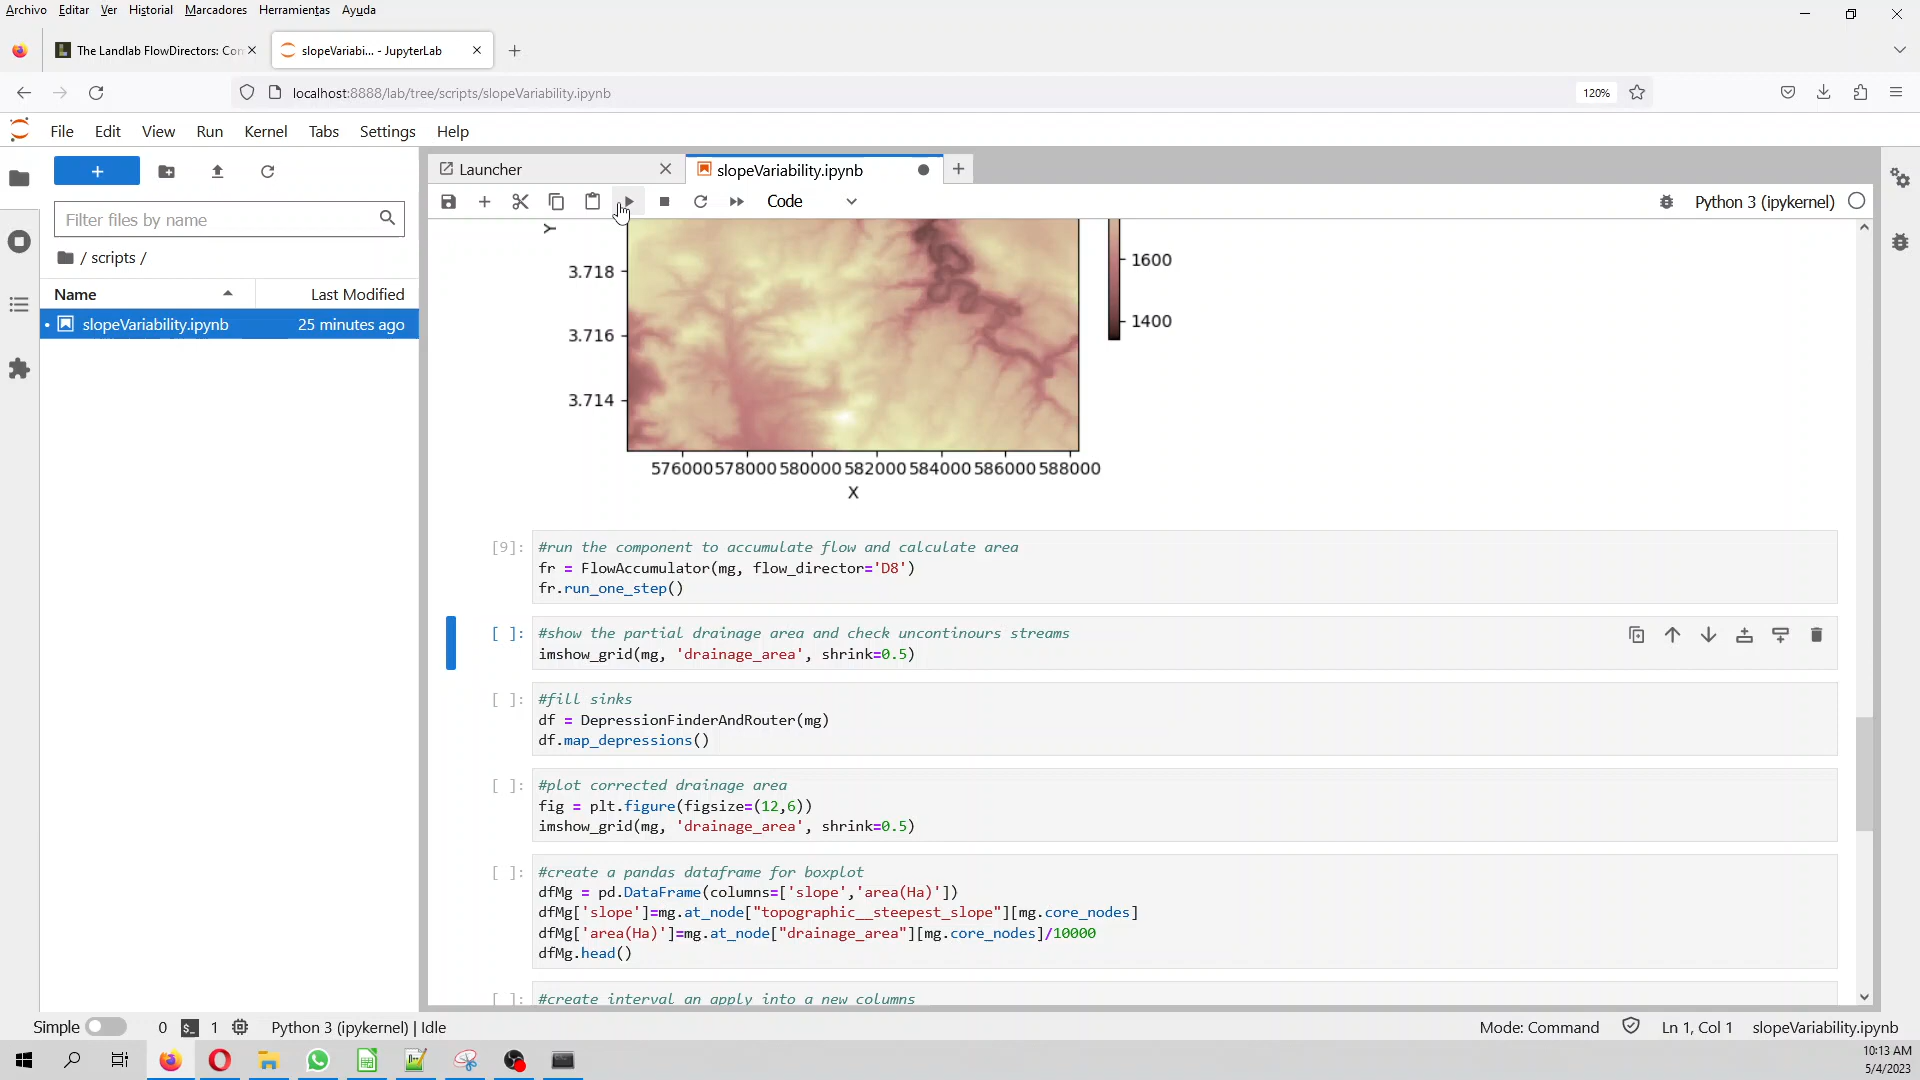 Archivo Editar Ver Historial Marcadores Herramientas Ayuda
The Landlab FlowDirectors: Con
slopeVariabi... - JupyterLab
localhost:8888/lab/tree/scripts/slopeVariability.ipynb
120%
File Edit View Run Kernel Tabs Settings Help
+
Launcher
slopeVariability.ipynb
Code
Python 3 (ipykernel)
Filter files by name
/ scripts /
Name
Last Modified
slopeVariability.ipynb
25 minutes ago
Y
3.718
3.716
3.714
1600
1400
576000 578000 580000 582000 584000 586000 588000
X
[9]:
#run the component to accumulate flow and calculate area
fr = FlowAccumulator(mg, flow_director='D8')
fr.run_one_step()
[ ]:
#show the partial drainage area and check uncontinours streams
imshow_grid(mg, 'drainage_area', shrink=0.5)
[ ]:
#fill sinks
df = DepressionFinderAndRouter(mg)
df.map_depressions()
[ ]:
#plot corrected drainage area
fig = plt.figure(figsize=(12,6))
imshow_grid(mg, 'drainage_area', shrink=0.5)
[ ]:
#create a pandas dataframe for boxplot
dfMg = pd.DataFrame(columns=['slope','area(Ha)'])
dfMg['slope']=mg.at_node["topographic__steepest_slope"][mg.core_nodes]
dfMg['area(Ha)']=mg.at_node["drainage_area"][mg.core_nodes]/10000
dfMg.head()
[ ]:
#create interval an apply into a new columns
Simple
0
1
Python 3 (ipykernel) | Idle
Mode: Command
Ln 1, Col 1
slopeVariability.ipynb
10:13 AM
5/4/2023